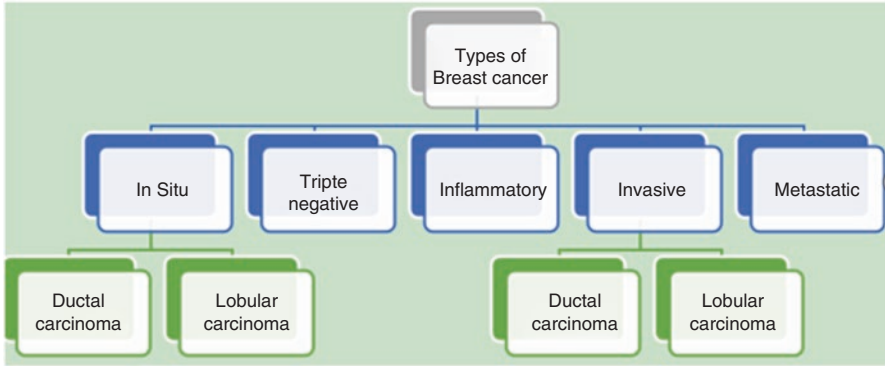 Types of
Breast cancer
In Situ
Tripte
negative
Inflammatory
Invasive
Metastatic
Ductal
carcinoma
Lobular
carcinoma
Ductal
carcinoma
Lobular
carcinoma